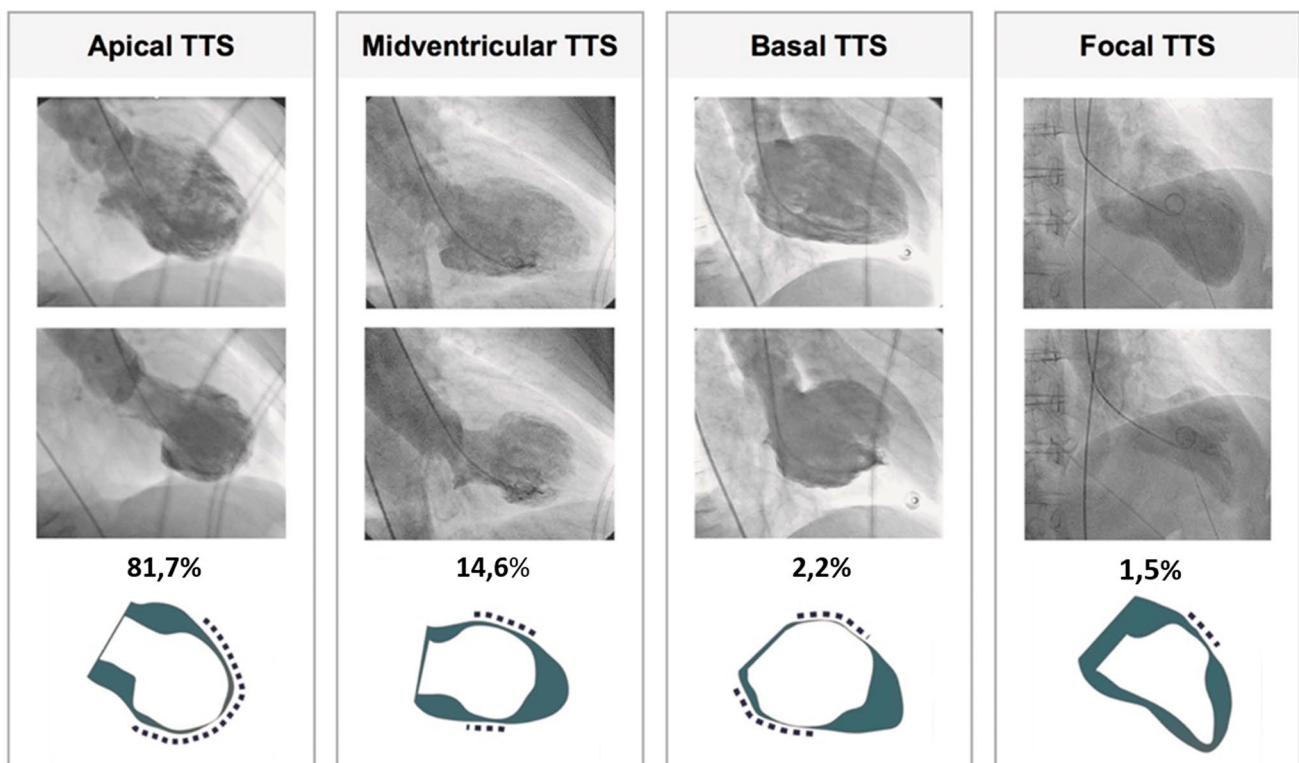 Apical TTS
Midventricular TTS
Basal TTS
Focal TTS
81,7%
14,6%
2,2%
1,5%